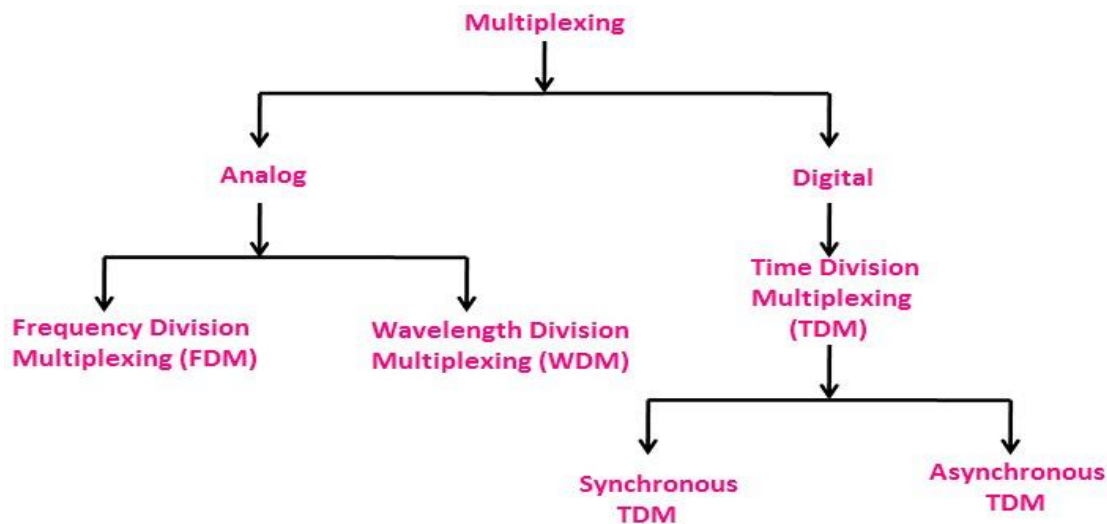 Multiplexing
Analog
Digital
Frequency Division
Multiplexing (FDM)
Wavelength Division
Multiplexing (WDM)
Time Division
Multiplexing
(TDM)
Synchronous
TDM
Asynchronous
TDM